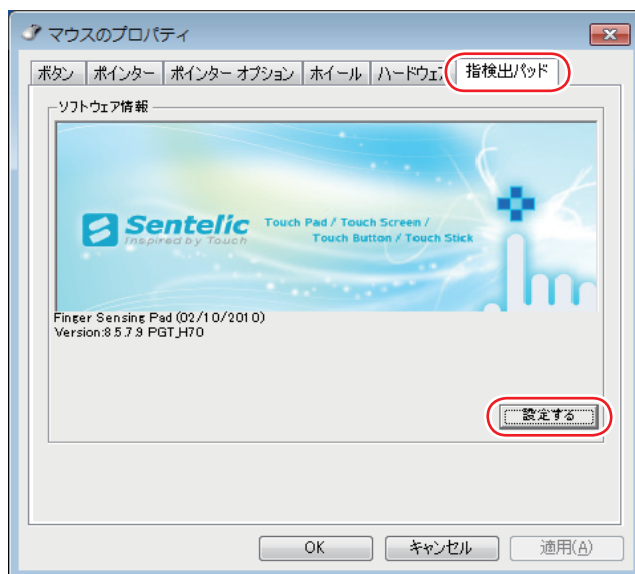 マウスのプロパティ
ボタン ポインター ポインター オプション ホイール ハードウェア 指検出パッド
ソフトウェア情報
Sentelic
Inspired by Touch
Touch Pad / Touch Screen /
Touch Button / Touch Stick
Finger Sensing Pad (02/10/2010)
Version:8.5.7.9 PGT_H70
設定する
OK キャンセル 適用(A)